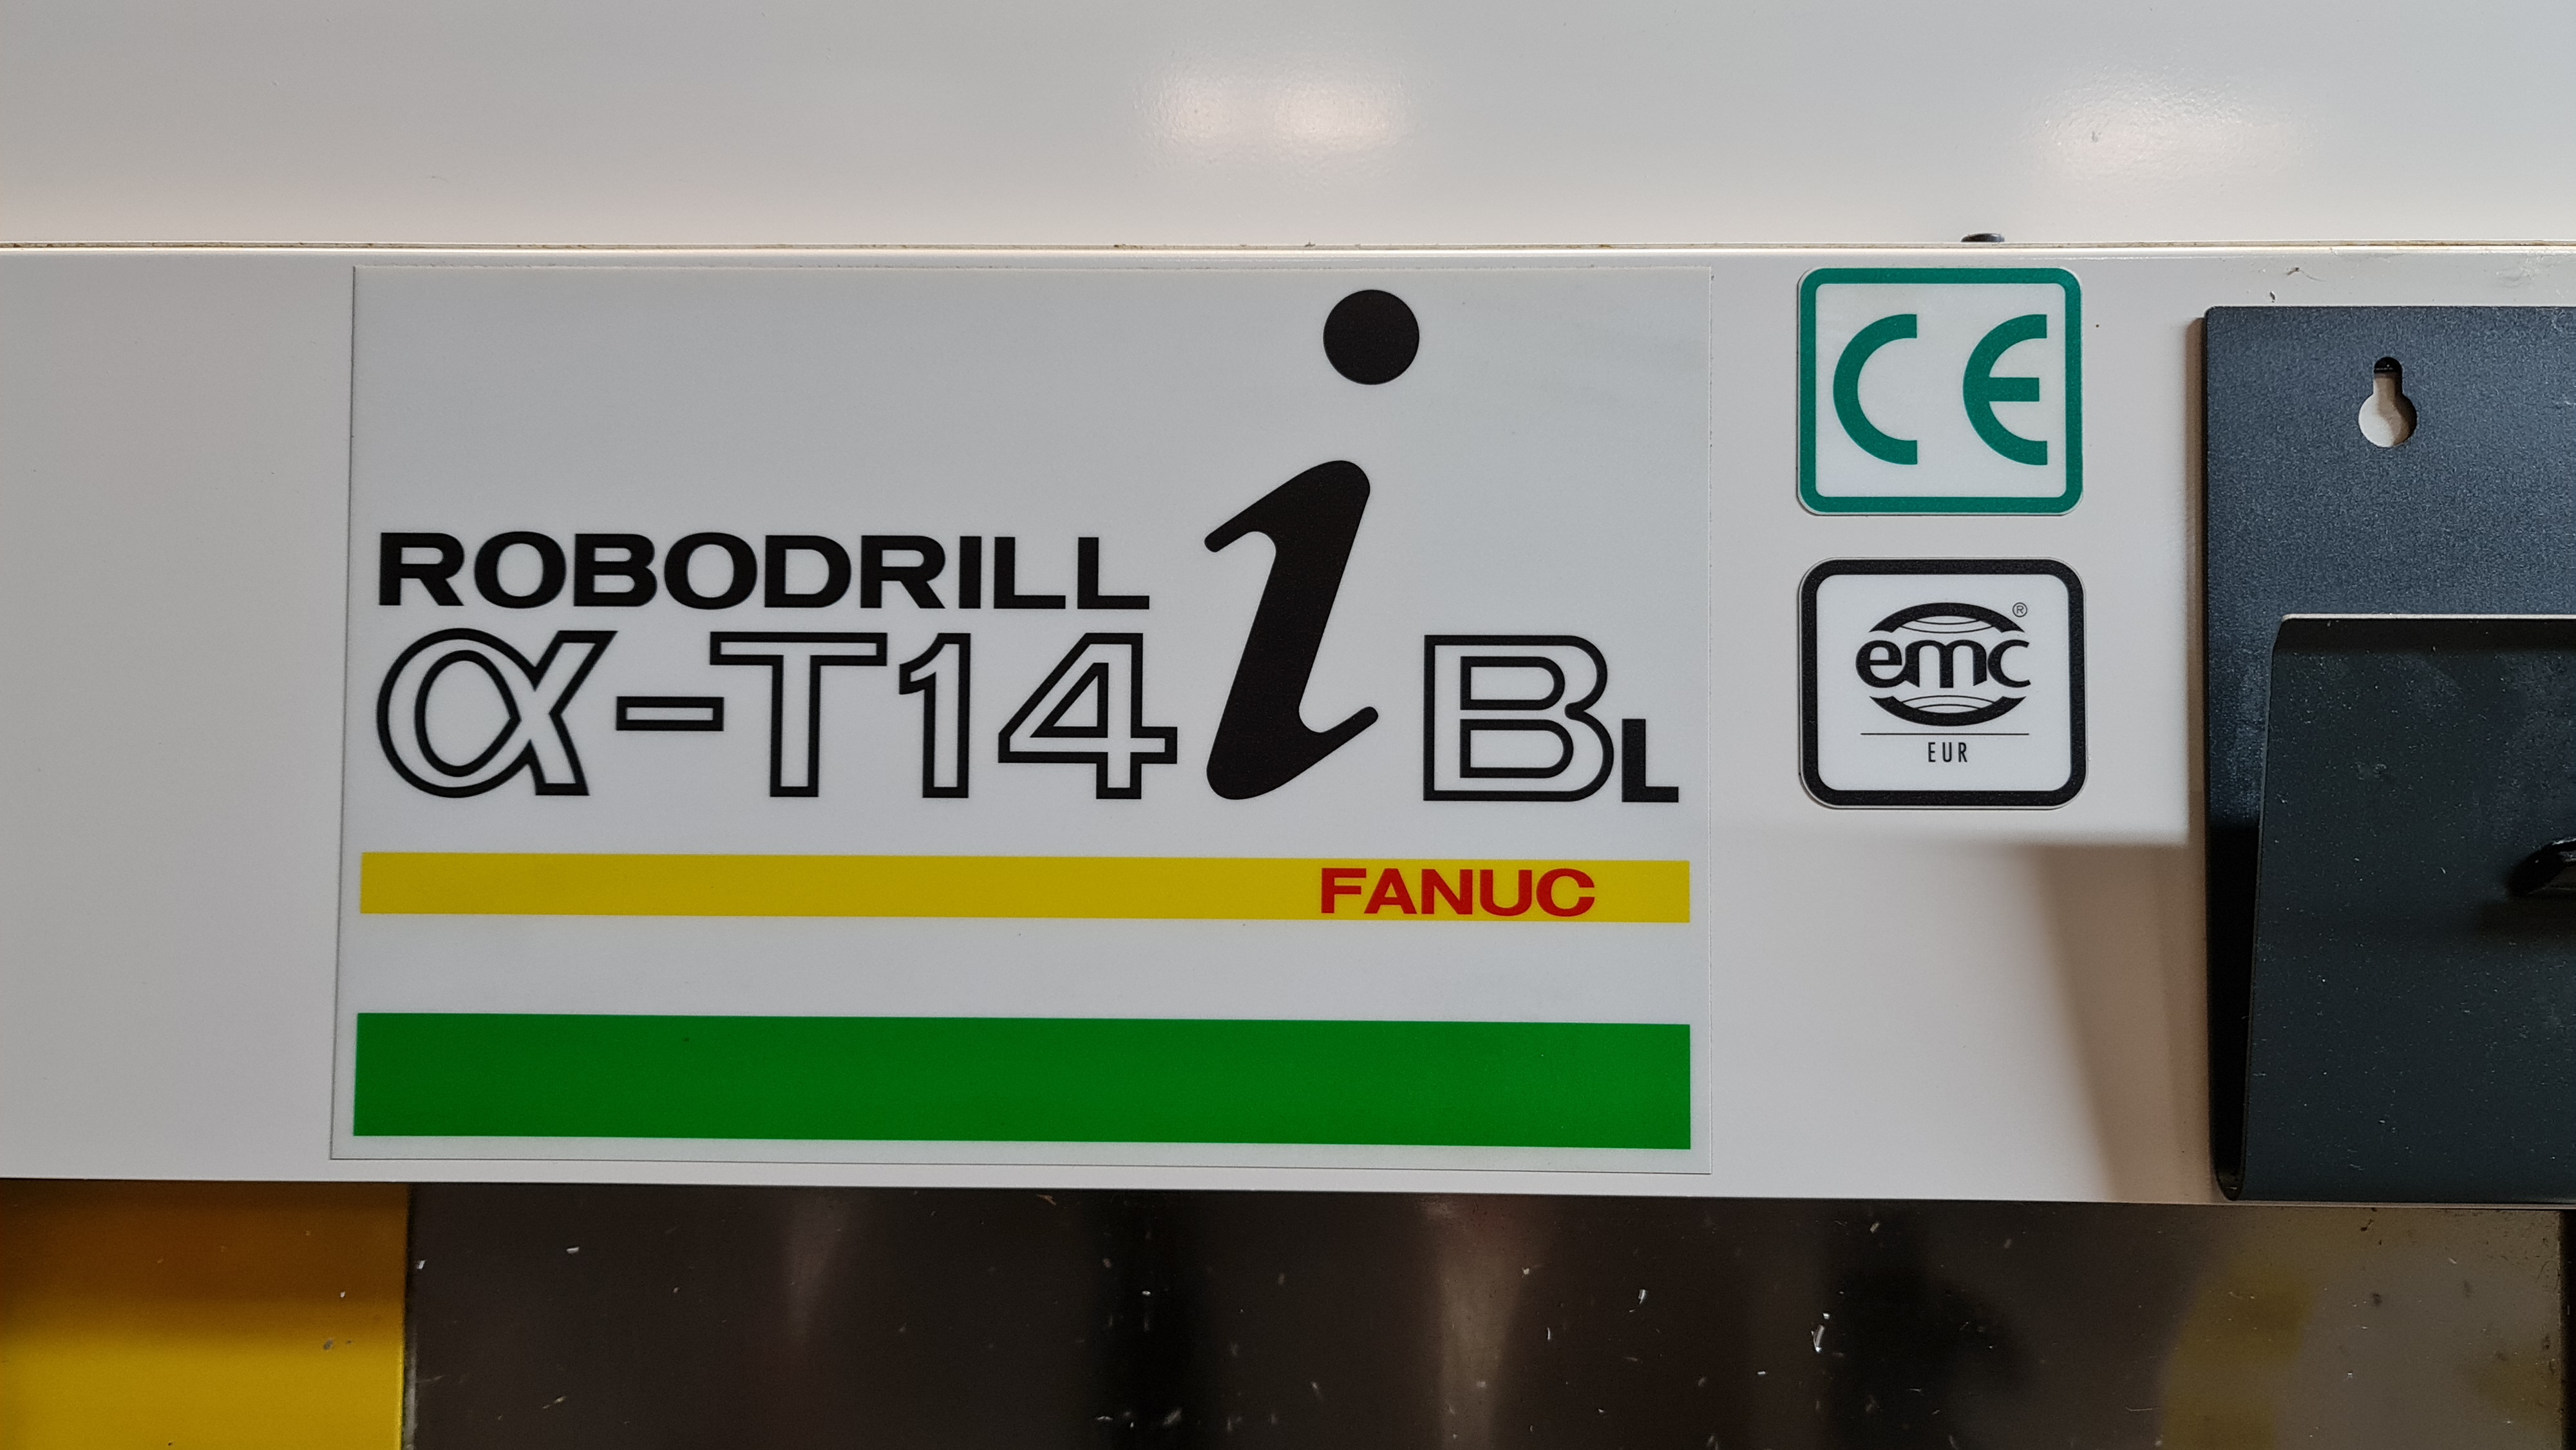 ROBODRILL
α-T14iBL
FANUC
CE
emc®
EUR